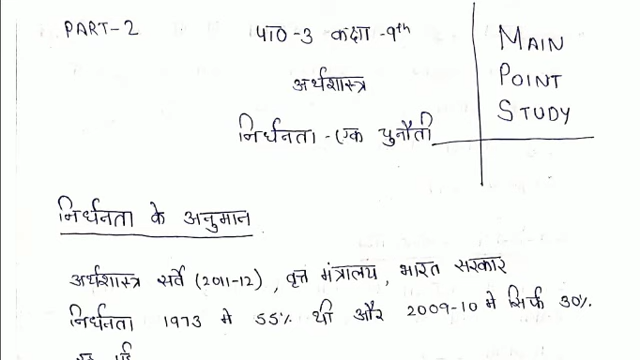 PART-2
पाठ-3 कक्षा-9th
अर्थशास्त्र
निर्धनता-एक चुनौती
MAIN
POINT
STUDY
निर्धनता के अनुमान
अर्थशास्त्र सर्वे (2011-12), वृत्त मंत्रालय, भारत सरकार
निर्धनता 1973 मे 55% थी और 2009-10 मे सिर्फ 30%